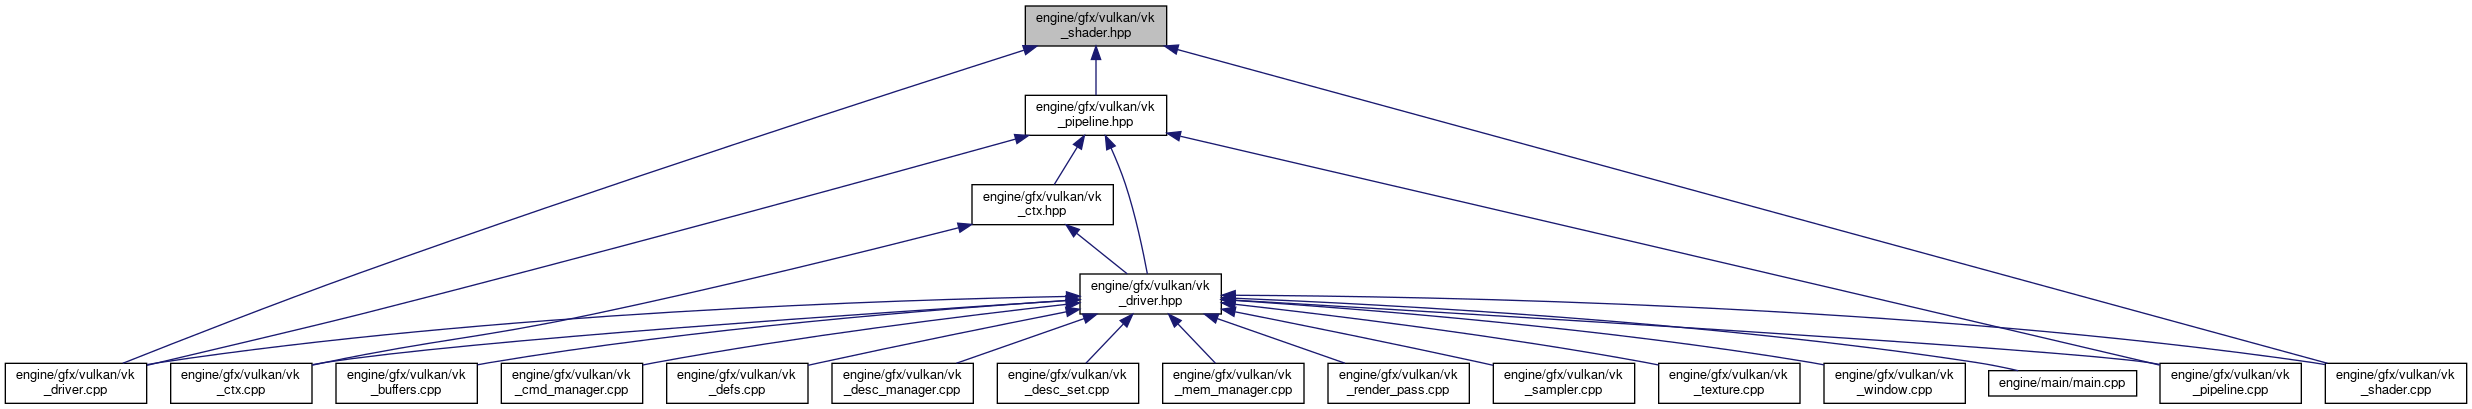 engine/gfx/vulkan/vk
_shader.hpp
engine/gfx/vulkan/vk
_pipeline.hpp
engine/gfx/vulkan/vk
_ctx.hpp
engine/gfx/vulkan/vk
_driver.hpp
engine/gfx/vulkan/vk
_driver.cpp
engine/gfx/vulkan/vk
_ctx.cpp
engine/gfx/vulkan/vk
_buffers.cpp
engine/gfx/vulkan/vk
_cmd_manager.cpp
engine/gfx/vulkan/vk
_defs.cpp
engine/gfx/vulkan/vk
_desc_manager.cpp
engine/gfx/vulkan/vk
_desc_set.cpp
engine/gfx/vulkan/vk
_mem_manager.cpp
engine/gfx/vulkan/vk
_render_pass.cpp
engine/gfx/vulkan/vk
_sampler.cpp
engine/gfx/vulkan/vk
_texture.cpp
engine/gfx/vulkan/vk
_window.cpp
engine/main/main.cpp
engine/gfx/vulkan/vk
_pipeline.cpp
engine/gfx/vulkan/vk
_shader.cpp